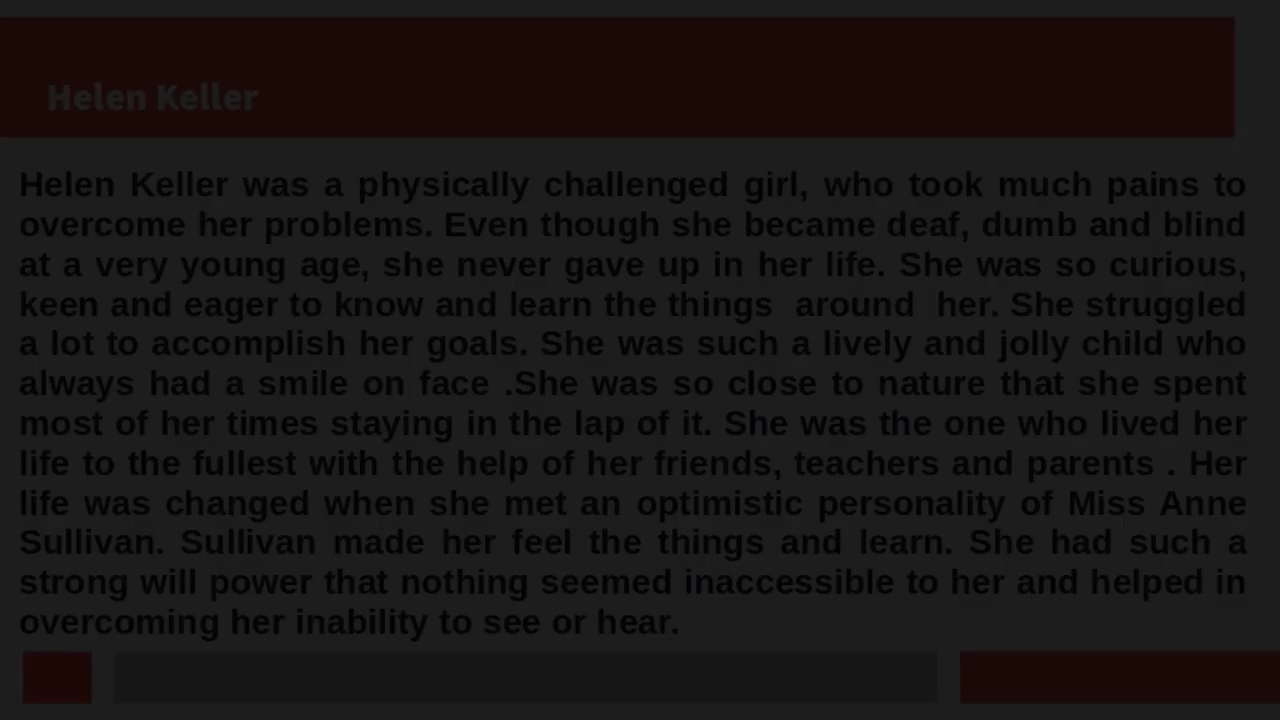 Helen Keller
Helen Keller was a physically challenged girl, who took much pains to
overcome her problems. Even though she became deaf, dumb and blind
at a very young age, she never gave up in her life. She was so curious,
keen and eager to know and learn the things  around  her. She struggled
a lot to accomplish her goals. She was such a lively and jolly child who
always had a smile on face .She was so close to nature that she spent
most of her times staying in the lap of it. She was the one who lived her
life to the fullest with the help of her friends, teachers and parents . Her
life was changed when she met an optimistic personality of Miss Anne
Sullivan. Sullivan made her feel the things and learn. She had such a
strong will power that nothing seemed inaccessible to her and helped in
overcoming her inability to see or hear.